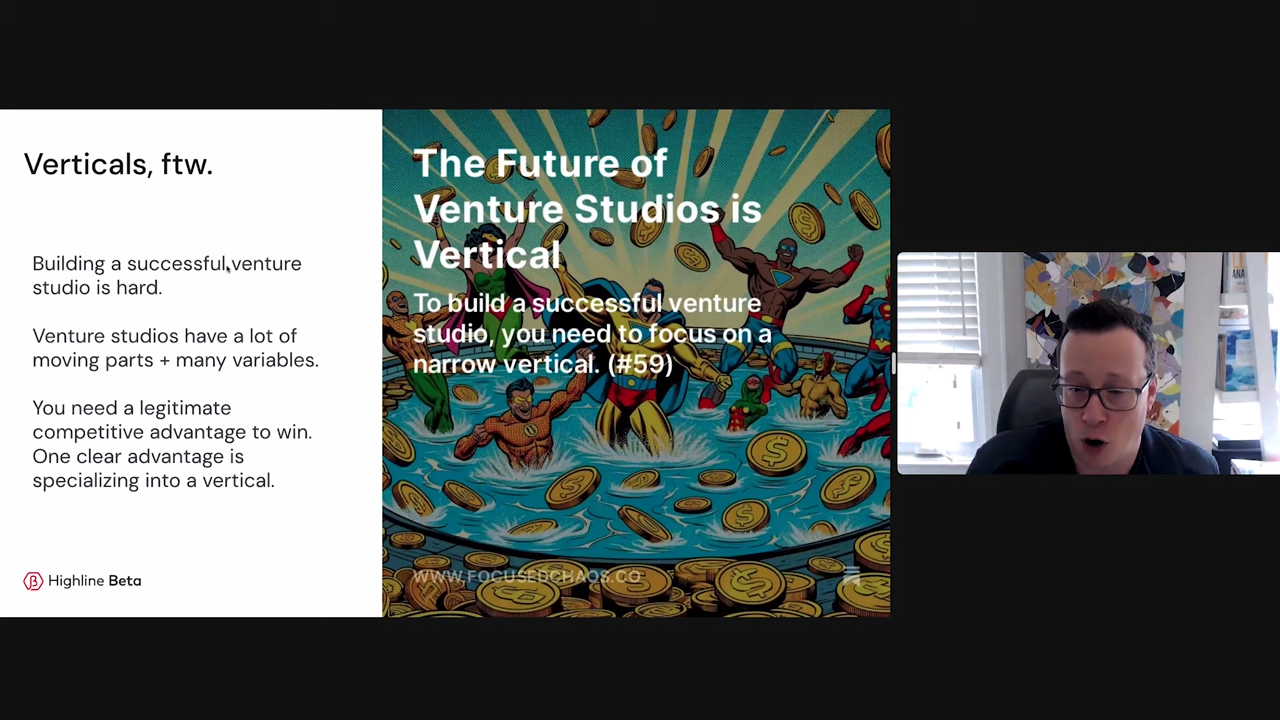 Verticals, ftw.
Building a successful venture
studio is hard.
Venture studios have a lot of
moving parts + many variables.
You need a legitimate
competitive advantage to win.
One clear advantage is
specializing into a vertical.
Highline Beta
The Future of
Venture Studios is
Vertical
To build a successful venture
studio, you need to focus on a
narrow vertical. (#59)
WWW.FOCUSEDCHAOS.CO
ANA